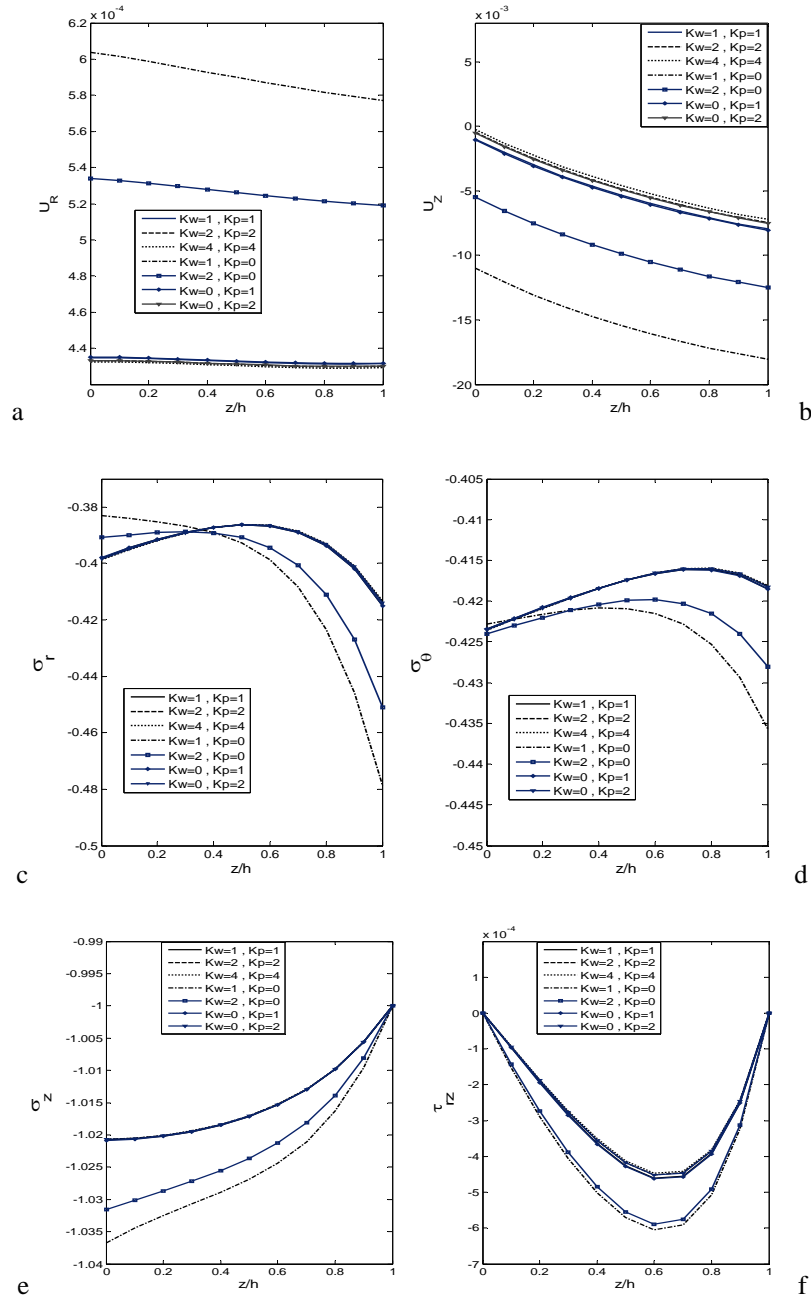 6.2
x 10⁻⁴
6
5.8
5.6
5.4
5.2
5
4.8
4.6
4.4
U_R
Kw=1 , Kp=1
Kw=2 , Kp=2
Kw=4 , Kp=4
Kw=1 , Kp=0
Kw=2 , Kp=0
Kw=0 , Kp=1
Kw=0 , Kp=2
0 0.2 0.4 0.6 0.8 1
z/h
a
x 10⁻³
5
0
-5
-10
-15
-20
U_Z
Kw=1 , Kp=1
Kw=2 , Kp=2
Kw=4 , Kp=4
Kw=1 , Kp=0
Kw=2 , Kp=0
Kw=0 , Kp=1
Kw=0 , Kp=2
0 0.2 0.4 0.6 0.8 1
z/h
b
-0.38
-0.4
-0.42
-0.44
-0.46
-0.48
-0.5
σ_r
Kw=1 , Kp=1
Kw=2 , Kp=2
Kw=4 , Kp=4
Kw=1 , Kp=0
Kw=2 , Kp=0
Kw=0 , Kp=1
Kw=0 , Kp=2
0 0.2 0.4 0.6 0.8 1
z/h
c
-0.405
-0.41
-0.415
-0.42
-0.425
-0.43
-0.435
-0.44
-0.445
-0.45
σ_θ
Kw=1 , Kp=1
Kw=2 , Kp=2
Kw=4 , Kp=4
Kw=1 , Kp=0
Kw=2 , Kp=0
Kw=0 , Kp=1
Kw=0 , Kp=2
0 0.2 0.4 0.6 0.8 1
z/h
d
-0.99
-0.995
-1
-1.005
-1.01
-1.015
-1.02
-1.025
-1.03
-1.035
-1.04
σ_z
Kw=1 , Kp=1
Kw=2 , Kp=2
Kw=4 , Kp=4
Kw=1 , Kp=0
Kw=2 , Kp=0
Kw=0 , Kp=1
Kw=0 , Kp=2
0 0.2 0.4 0.6 0.8 1
z/h
e
x 10⁻⁴
1
0
-1
-2
-3
-4
-5
-6
-7
τ_rz
Kw=1 , Kp=1
Kw=2 , Kp=2
Kw=4 , Kp=4
Kw=1 , Kp=0
Kw=2 , Kp=0
Kw=0 , Kp=1
Kw=0 , Kp=2
0 0.2 0.4 0.6 0.8 1
z/h
f